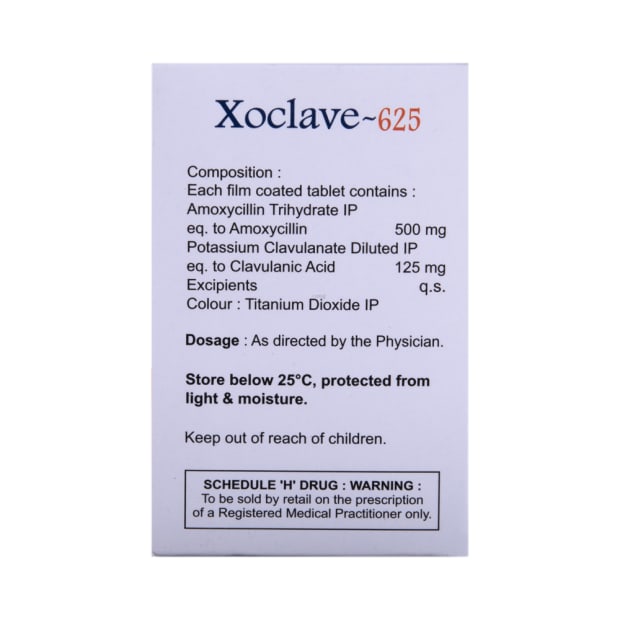 Xoclave~625
Composition :
Each film coated tablet contains :
Amoxycillin Trihydrate IP
eq. to Amoxycillin 500 mg
Potassium Clavulanate Diluted IP
eq. to Clavulanic Acid 125 mg
Excipients q.s.
Colour : Titanium Dioxide IP
Dosage : As directed by the Physician.
Store below 25°C, protected from
light & moisture.
Keep out of reach of children.
SCHEDULE 'H' DRUG : WARNING :
To be sold by retail on the prescription
of a Registered Medical Practitioner only.